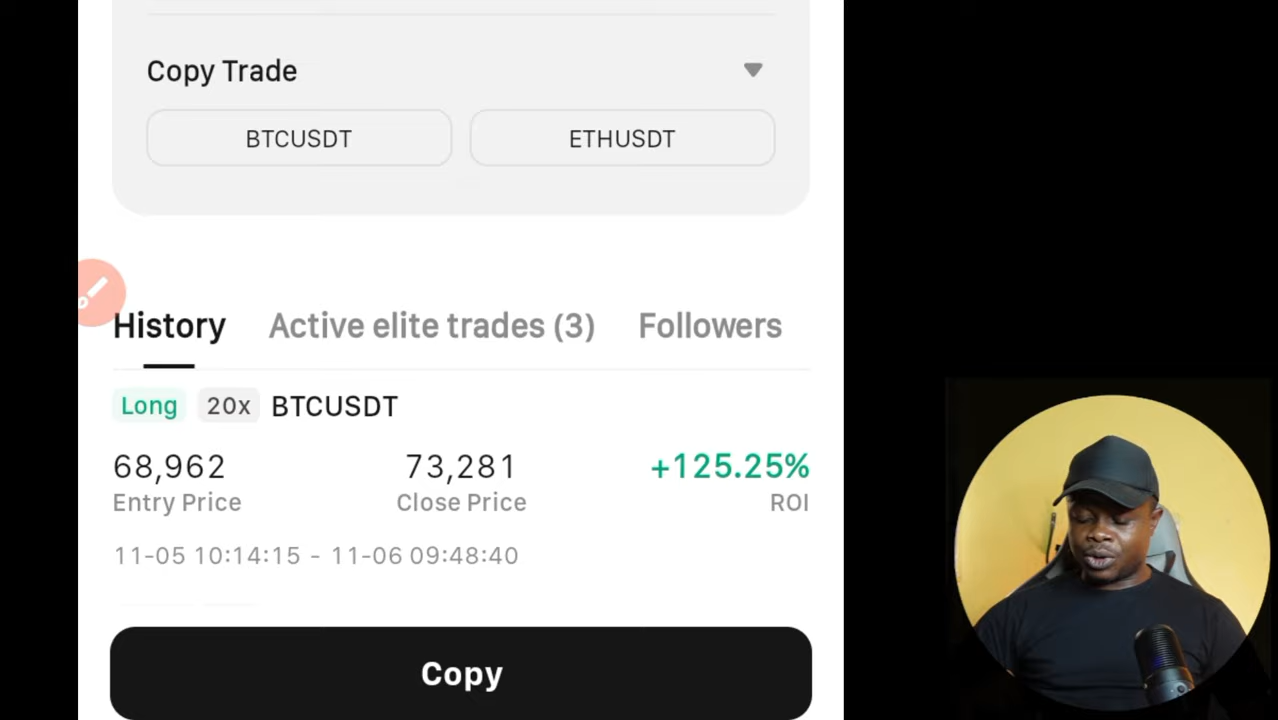 Copy Trade
BTCUSDT ETHUSDT
History Active elite trades (3) Followers
Long 20x BTCUSDT
68,962 73,281 +125.25%
Entry Price Close Price ROI
11-05 10:14:15 - 11-06 09:48:40
Copy